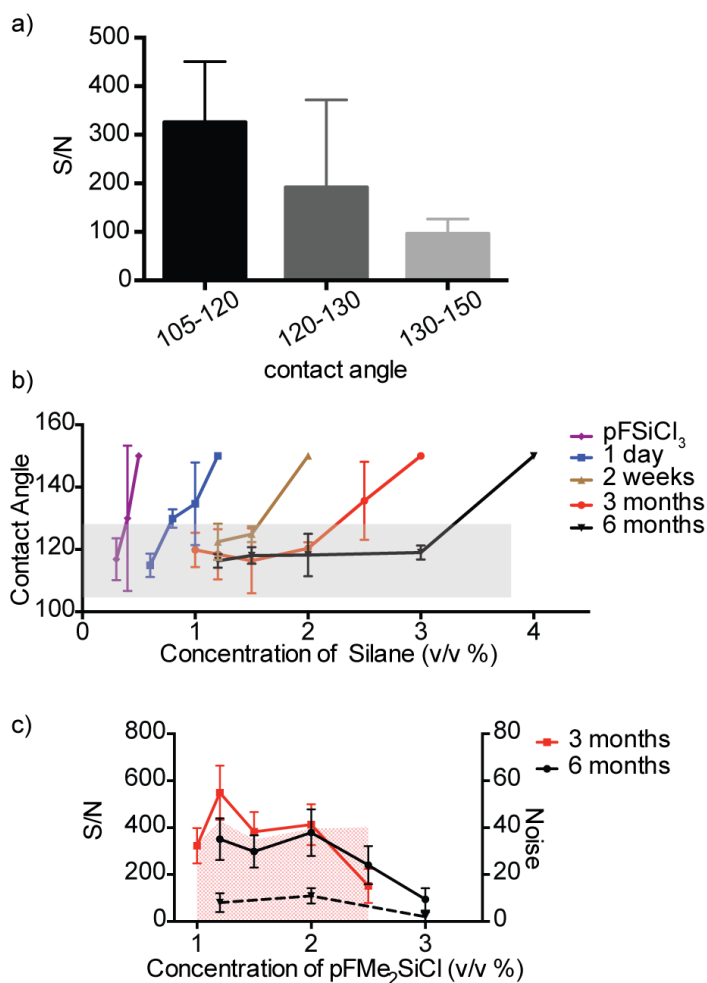 a)
500
400
300
200
100
0
S/N
105-120
120-130
130-150
contact angle
b)
160
140
120
100
Contact Angle
0
1
2
3
4
Concentration of Silane (v/v %)
pFSiCl₃
1 day
2 weeks
3 months
6 months
c)
800
600
400
200
0
S/N
80
60
40
20
0
Noise
1
2
3
Concentration of pFMe₂SiCl (v/v %)
3 months
6 months